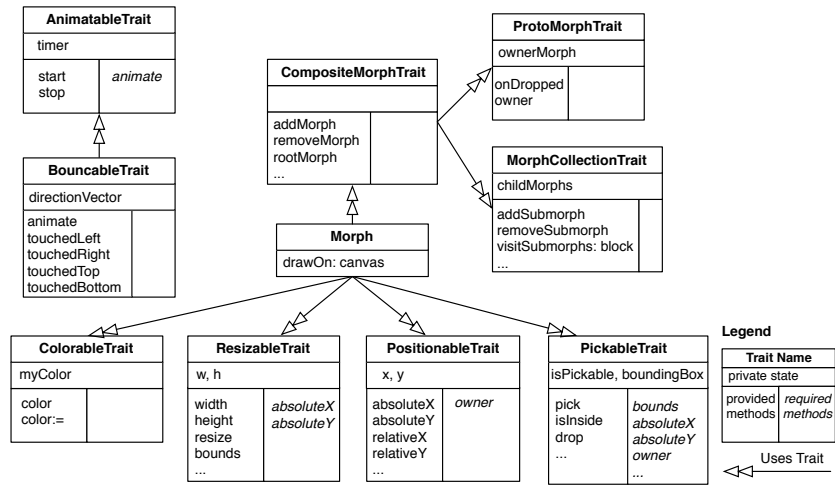 AnimatableTrait
timer
start
stop
animate
BouncableTrait
directionVector
animate
touchedLeft
touchedRight
touchedTop
touchedBottom
CompositeMorphTrait
addMorph
removeMorph
rootMorph
...
ProtoMorphTrait
ownerMorph
onDropped
owner
MorphCollectionTrait
childMorphs
addSubmorph
removeSubmorph
visitSubmorphs: block
...
Morph
drawOn: canvas
ColorableTrait
myColor
color
color:=
ResizableTrait
w, h
width
height
resize
bounds
...
absoluteX
absoluteY
PositionableTrait
x, y
absoluteX
absoluteY
relativeX
relativeY
...
owner
PickableTrait
isPickable, boundingBox
pick
isInside
drop
...
bounds
absoluteX
absoluteY
owner
...
Legend
Trait Name
private state
provided
methods
required
methods
Uses Trait